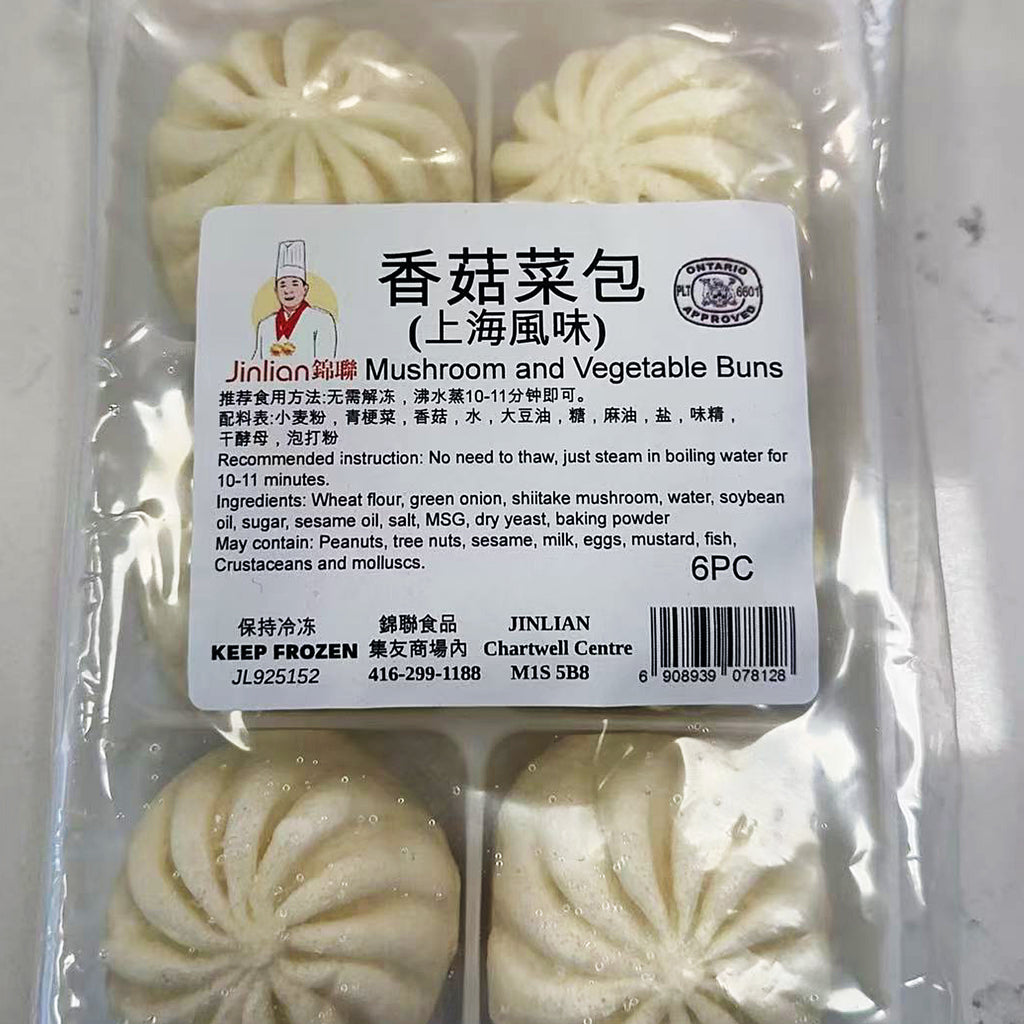 香菇菜包
(上海風味)
ONTARIO
PLT 6601
APPROVED
Jinlian錦聯 Mushroom and Vegetable Buns
推荐食用方法:无需解冻，沸水蒸10-11分钟即可。
配料表:小麦粉，青梗菜，香菇，水，大豆油，糖，麻油，盐，味精，
干酵母，泡打粉
Recommended instruction: No need to thaw, just steam in boiling water for
10-11 minutes.
Ingredients: Wheat flour, green onion, shiitake mushroom, water, soybean
oil, sugar, sesame oil, salt, MSG, dry yeast, baking powder
May contain: Peanuts, tree nuts, sesame, milk, eggs, mustard, fish,
Crustaceans and molluscs.
6PC
保持冷冻
KEEP FROZEN
JL925152
錦聯食品
集友商場內
416-299-1188
JINLIAN
Chartwell Centre
M1S 5B8
6 908939 078128